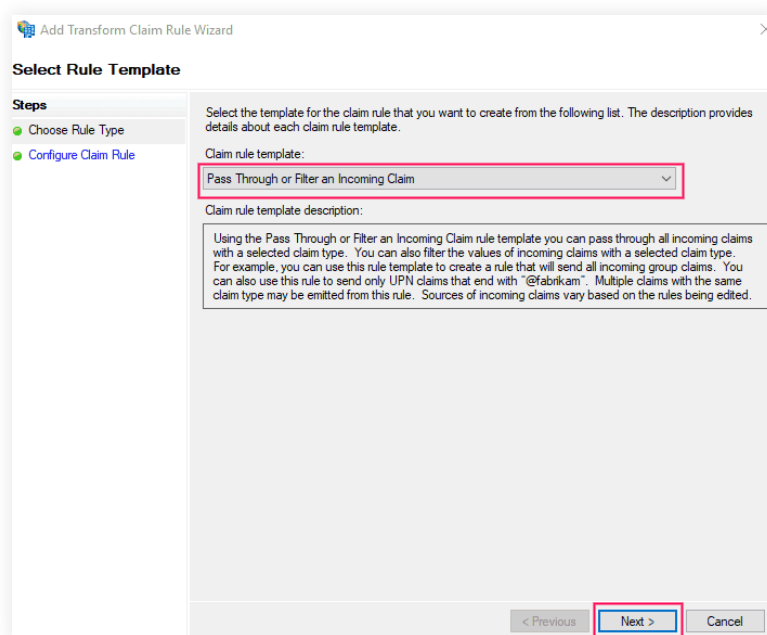 Add Transform Claim Rule Wizard
Select Rule Template
Steps
Choose Rule Type
Configure Claim Rule
Select the template for the claim rule that you want to create from the following list. The description provides
details about each claim rule template.
Claim rule template:
Pass Through or Filter an Incoming Claim
Claim rule template description:
Using the Pass Through or Filter an Incoming Claim rule template you can pass through all incoming claims
with a selected claim type. You can also filter the values of incoming claims with a selected claim type.
For example, you can use this rule template to create a rule that will send all incoming group claims. You
can also use this rule to send only UPN claims that end with "@fabrikam". Multiple claims with the same
claim type may be emitted from this rule. Sources of incoming claims vary based on the rules being edited.
< Previous
Next >
Cancel